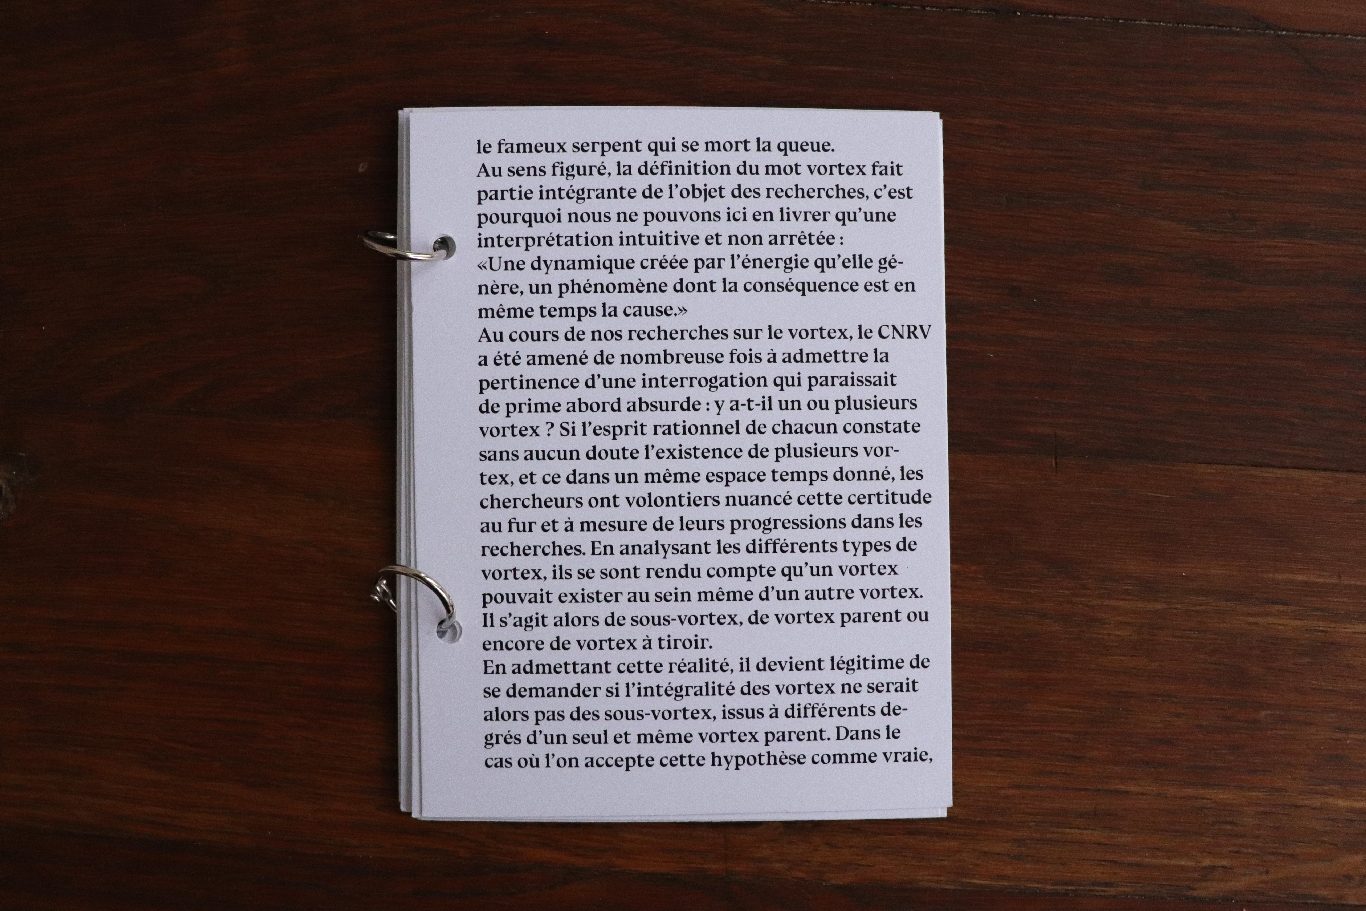 le fameux serpent qui se mort la queue.
Au sens figuré, la définition du mot vortex fait
partie intégrante de l'objet des recherches, c'est
pourquoi nous ne pouvons ici en livrer qu'une
interprétation intuitive et non arrêtée :
«Une dynamique créée par l'énergie qu'elle gé-
nère, un phénomène dont la conséquence est en
même temps la cause.»
Au cours de nos recherches sur le vortex, le CNRV
a été amené de nombreuse fois à admettre la
pertinence d'une interrogation qui paraissait
de prime abord absurde : y a-t-il un ou plusieurs
vortex ? Si l'esprit rationnel de chacun constate
sans aucun doute l'existence de plusieurs vor-
tex, et ce dans un même espace temps donné, les
chercheurs ont volontiers nuancé cette certitude
au fur et à mesure de leurs progressions dans les
recherches. En analysant les différents types de
vortex, ils se sont rendu compte qu'un vortex
pouvait exister au sein même d'un autre vortex.
Il s'agit alors de sous-vortex, de vortex parent ou
encore de vortex à tiroir.
En admettant cette réalité, il devient légitime de
se demander si l'intégralité des vortex ne serait
alors pas des sous-vortex, issus à différents de-
grés d'un seul et même vortex parent. Dans le
cas où l'on accepte cette hypothèse comme vraie,